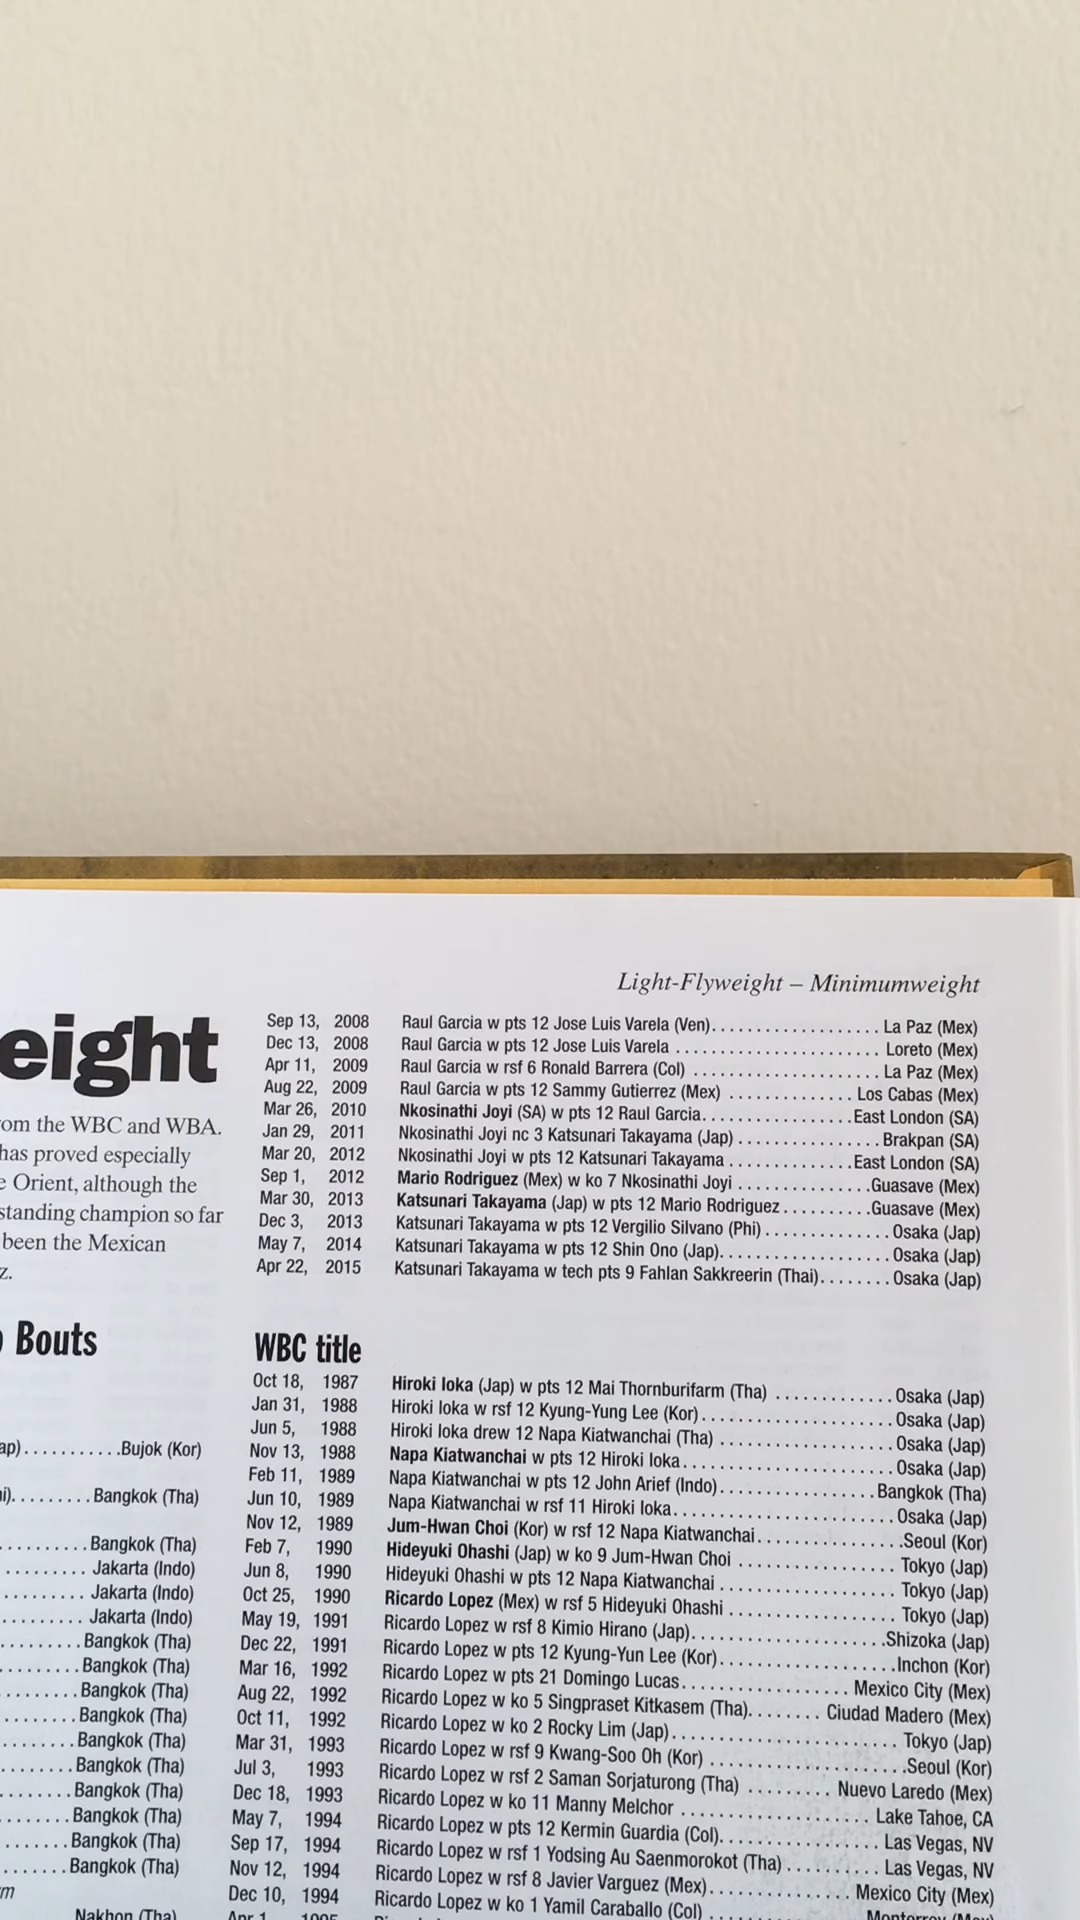 Light-Flyweight – Minimumweight
eight
om the WBC and WBA.
has proved especially
e Orient, although the
standing champion so far
been the Mexican
z.
Bouts
ap)...........Bujok (Kor)
i).........Bangkok (Tha)
..........Bangkok (Tha)
..........Jakarta (Indo)
..........Jakarta (Indo)
..........Jakarta (Indo)
..........Bangkok (Tha)
..........Bangkok (Tha)
..........Bangkok (Tha)
..........Bangkok (Tha)
..........Bangkok (Tha)
..........Bangkok (Tha)
..........Bangkok (Tha)
..........Bangkok (Tha)
..........Bangkok (Tha)
..........Bangkok (Tha)
m
Nakhon (Tha)
Sep 13, 2008 Raul Garcia w pts 12 Jose Luis Varela (Ven).................... La Paz (Mex)
Dec 13, 2008 Raul Garcia w pts 12 Jose Luis Varela ........................ Loreto (Mex)
Apr 11, 2009 Raul Garcia w rsf 6 Ronald Barrera (Col) ...................... La Paz (Mex)
Aug 22, 2009 Raul Garcia w pts 12 Sammy Gutierrez (Mex) .............. Los Cabas (Mex)
Mar 26, 2010 Nkosinathi Joyi (SA) w pts 12 Raul Garcia.................East London (SA)
Jan 29, 2011 Nkosinathi Joyi nc 3 Katsunari Takayama (Jap) ................ Brakpan (SA)
Mar 20, 2012 Nkosinathi Joyi w pts 12 Katsunari Takayama ..............East London (SA)
Sep 1, 2012 Mario Rodriguez (Mex) w ko 7 Nkosinathi Joyi ...............Guasave (Mex)
Mar 30, 2013 Katsunari Takayama (Jap) w pts 12 Mario Rodriguez..........Guasave (Mex)
Dec 3, 2013 Katsunari Takayama w pts 12 Vergilio Silvano (Phi).............. Osaka (Jap)
May 7, 2014 Katsunari Takayama w pts 12 Shin Ono (Jap)................... Osaka (Jap)
Apr 22, 2015 Katsunari Takayama w tech pts 9 Fahlan Sakkreerin (Thai)........ Osaka (Jap)
WBC title
Oct 18, 1987 Hiroki Ioka (Jap) w pts 12 Mai Thornburifarm (Tha) ............. Osaka (Jap)
Jan 31, 1988 Hiroki Ioka w rsf 12 Kyung-Yung Lee (Kor)..................... Osaka (Jap)
Jun 5, 1988 Hiroki Ioka drew 12 Napa Kiatwanchai (Tha) ................... Osaka (Jap)
Nov 13, 1988 Napa Kiatwanchai w pts 12 Hiroki Ioka....................... Osaka (Jap)
Feb 11, 1989 Napa Kiatwanchai w pts 12 John Arief (Indo)................. Bangkok (Tha)
Jun 10, 1989 Napa Kiatwanchai w rsf 11 Hiroki Ioka........................ Osaka (Jap)
Nov 12, 1989 Jum-Hwan Choi (Kor) w rsf 12 Napa Kiatwanchai................Seoul (Kor)
Feb 7, 1990 Hideyuki Ohashi (Jap) w ko 9 Jum-Hwan Choi .................. Tokyo (Jap)
Jun 8, 1990 Hideyuki Ohashi w pts 12 Napa Kiatwanchai .................... Tokyo (Jap)
Oct 25, 1990 Ricardo Lopez (Mex) w rsf 5 Hideyuki Ohashi ................... Tokyo (Jap)
May 19, 1991 Ricardo Lopez w rsf 8 Kimio Hirano (Jap).....................Shizoka (Jap)
Dec 22, 1991 Ricardo Lopez w pts 12 Kyung-Yun Lee (Kor)...................Inchon (Kor)
Mar 16, 1992 Ricardo Lopez w pts 21 Domingo Lucas.................. Mexico City (Mex)
Aug 22, 1992 Ricardo Lopez w ko 5 Singpraset Kitkasem (Tha)........ Ciudad Madero (Mex)
Oct 11, 1992 Ricardo Lopez w ko 2 Rocky Lim (Jap)......................... Tokyo (Jap)
Mar 31, 1993 Ricardo Lopez w rsf 9 Kwang-Soo Oh (Kor) .....................Seoul (Kor)
Jul 3, 1993 Ricardo Lopez w rsf 2 Saman Sorjaturong (Tha) ......... Nuevo Laredo (Mex)
Dec 18, 1993 Ricardo Lopez w ko 11 Manny Melchor .................... Lake Tahoe, CA
May 7, 1994 Ricardo Lopez w pts 12 Kermin Guardia (Col).................. Las Vegas, NV
Sep 17, 1994 Ricardo Lopez w rsf 1 Yodsing Au Saenmorokot (Tha).......... Las Vegas, NV
Nov 12, 1994 Ricardo Lopez w rsf 8 Javier Varguez (Mex)............... Mexico City (Mex)
Dec 10, 1994 Ricardo Lopez w ko 1 Yamil Caraballo (Col) ................ Monterrey (Mex)
Apr 1, 1995